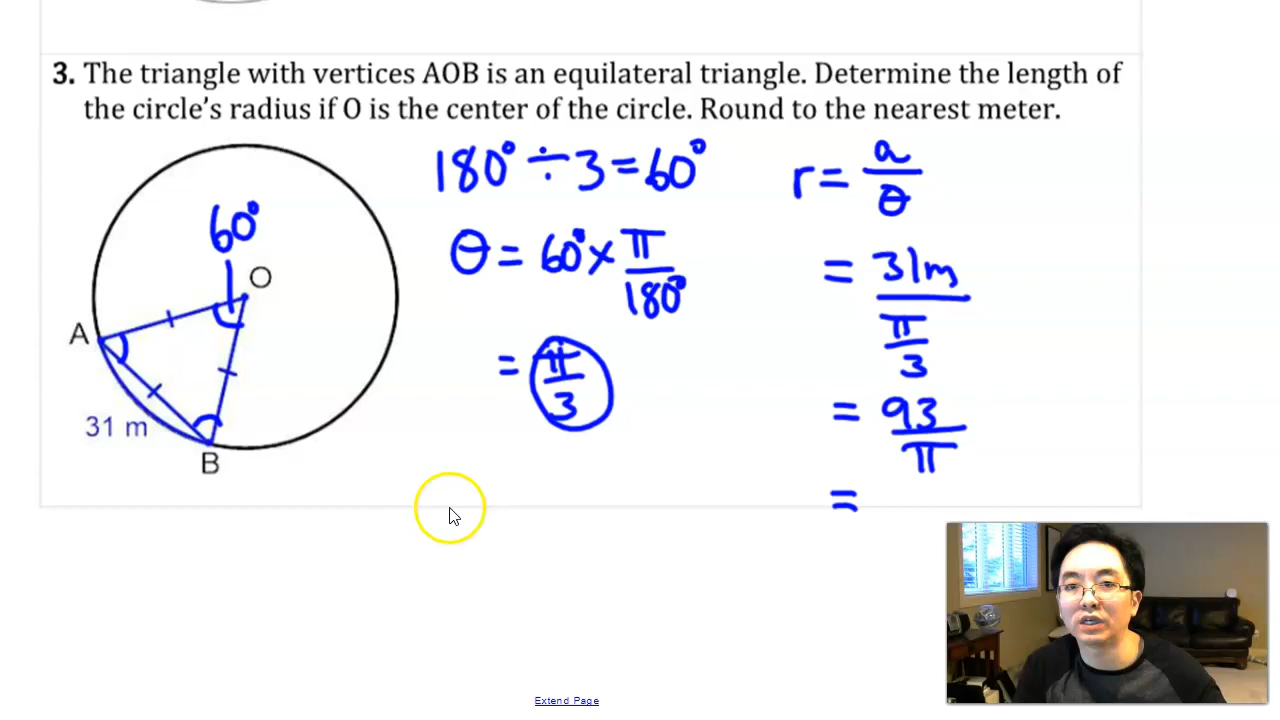 3. The triangle with vertices AOB is an equilateral triangle. Determine the length of
the circle's radius if O is the center of the circle. Round to the nearest meter.
60°
O
A
31 m
B
180° ÷ 3 = 60°
θ = 60° × π/180°
= π/3
r = a/θ
= 31m/(π/3)
= 93/π
=
Extend Page